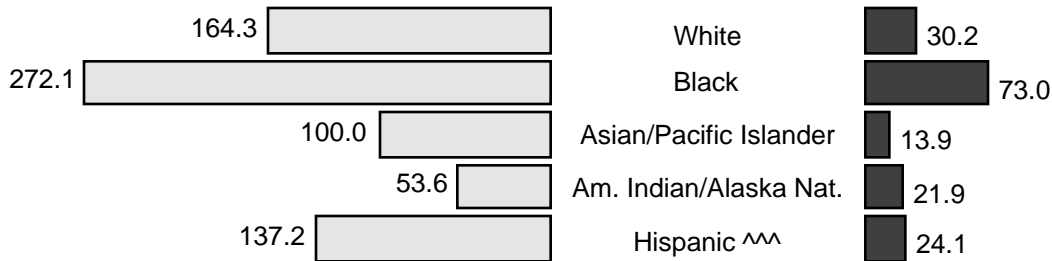 164.3 White 30.2
272.1 Black 73.0
100.0 Asian/Pacific Islander 13.9
53.6 Am. Indian/Alaska Nat. 21.9
137.2 Hispanic ^^^ 24.1